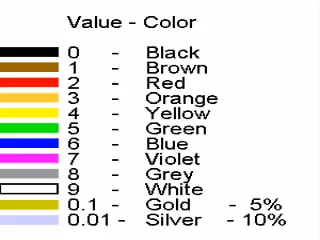 Value - Color
0 - Black
1 - Brown
2 - Red
3 - Orange
4 - Yellow
5 - Green
6 - Blue
7 - Violet
8 - Grey
9 - White
0.1 - Gold - 5%
0.01 - Silver - 10%